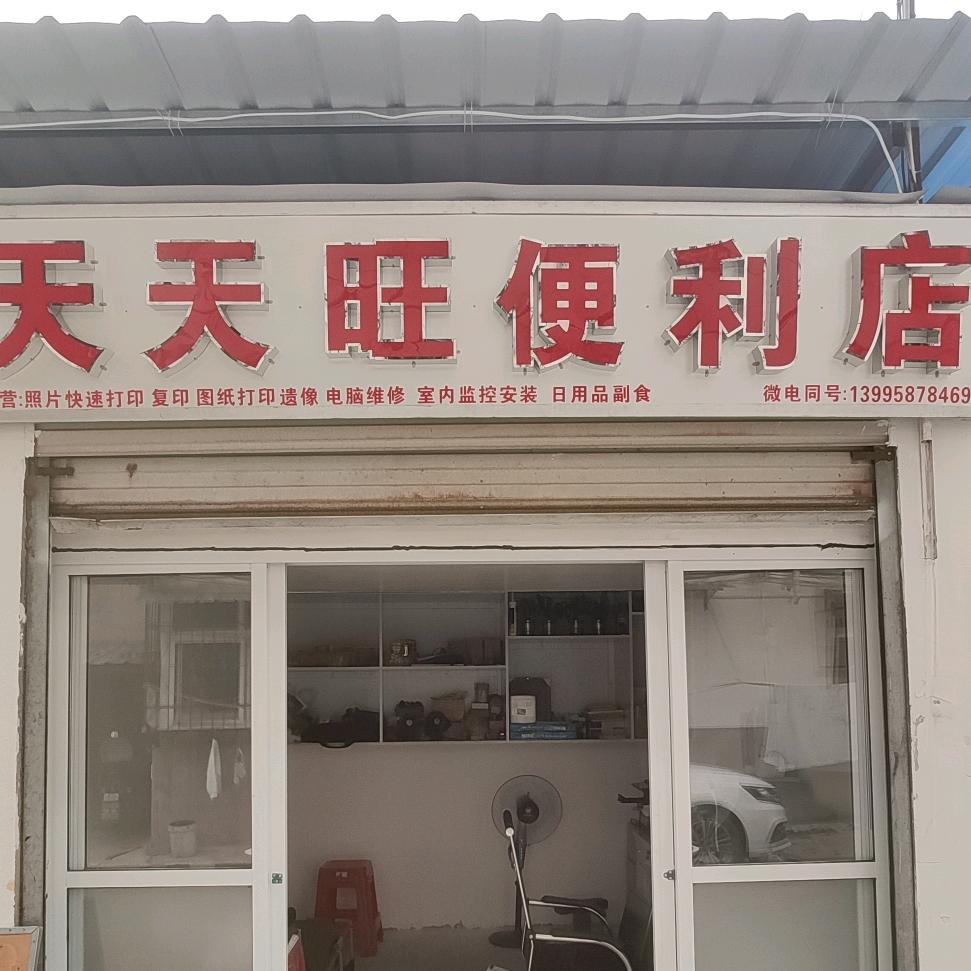 天天旺便利店
营:照片快速打印 复印 图纸打印遗像 电脑维修 室内监控安装 日用品副食 微电同号:13995878469